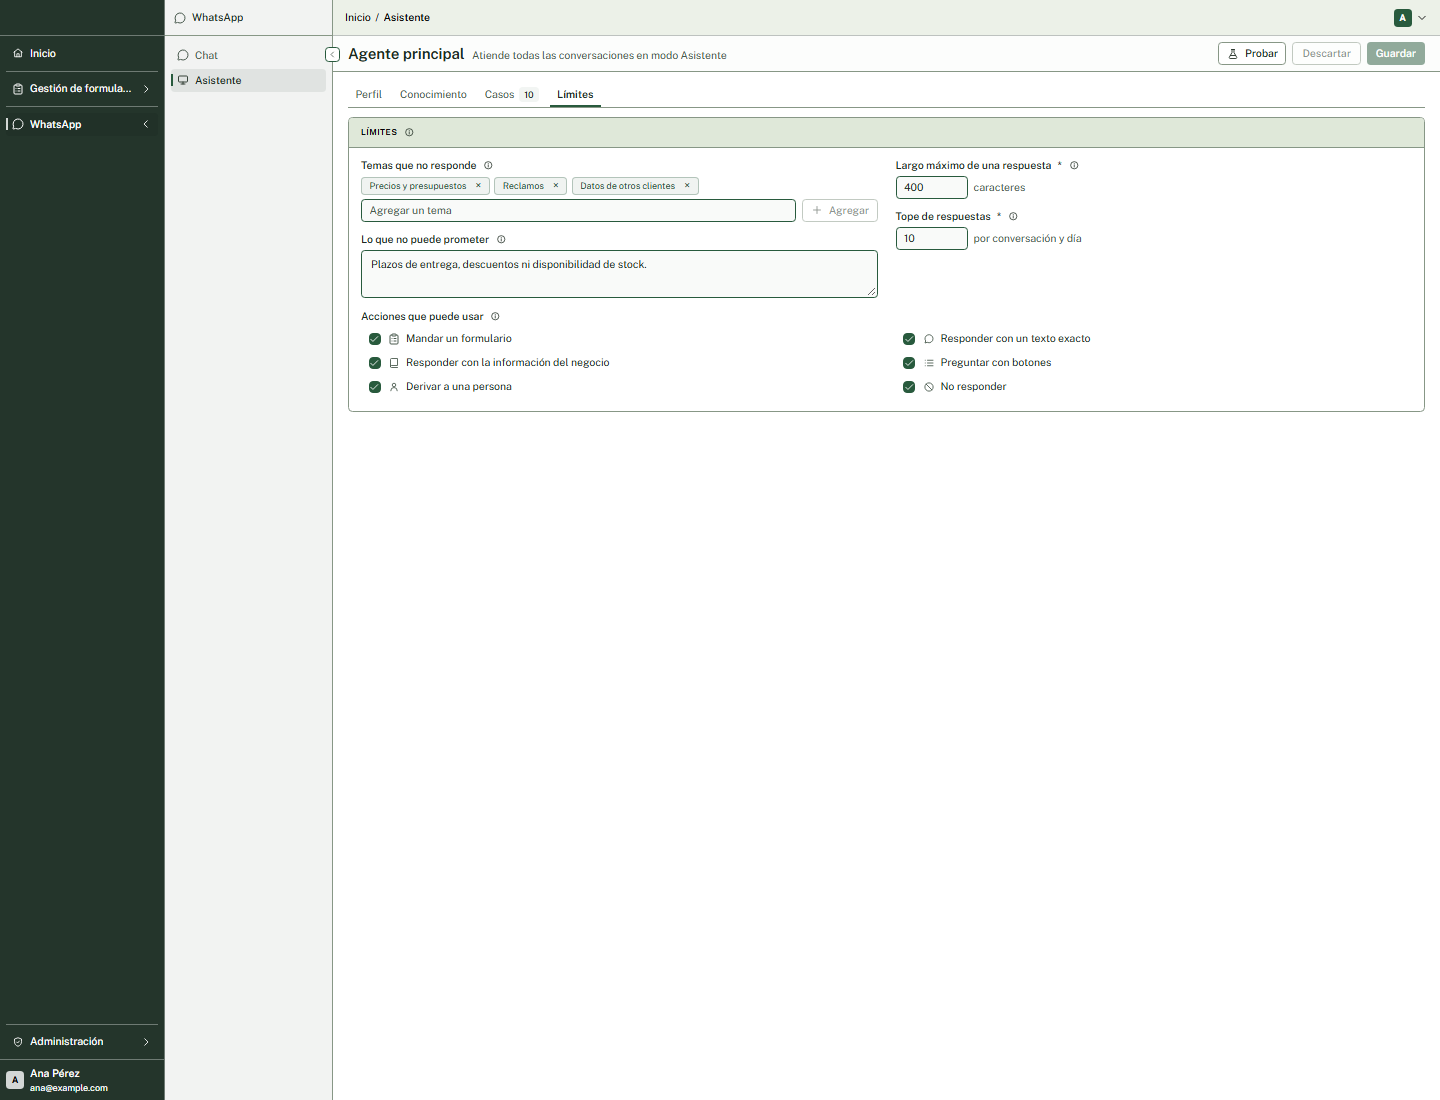 WhatsApp
Inicio / Asistente
A
Inicio
Gestión de formula...
WhatsApp
Chat
Asistente
Agente principal Atiende todas las conversaciones en modo Asistente
Probar
Descartar
Guardar
Perfil
Conocimiento
Casos 10
Límites
LÍMITES
Temas que no responde
Precios y presupuestos ×
Reclamos ×
Datos de otros clientes ×
Agregar un tema
+ Agregar
Lo que no puede prometer
Plazos de entrega, descuentos ni disponibilidad de stock.
Largo máximo de una respuesta *
400 caracteres
Tope de respuestas *
10 por conversación y día
Acciones que puede usar
Mandar un formulario
Responder con un texto exacto
Responder con la información del negocio
Preguntar con botones
Derivar a una persona
No responder
Administración
A
Ana Pérez
ana@example.com